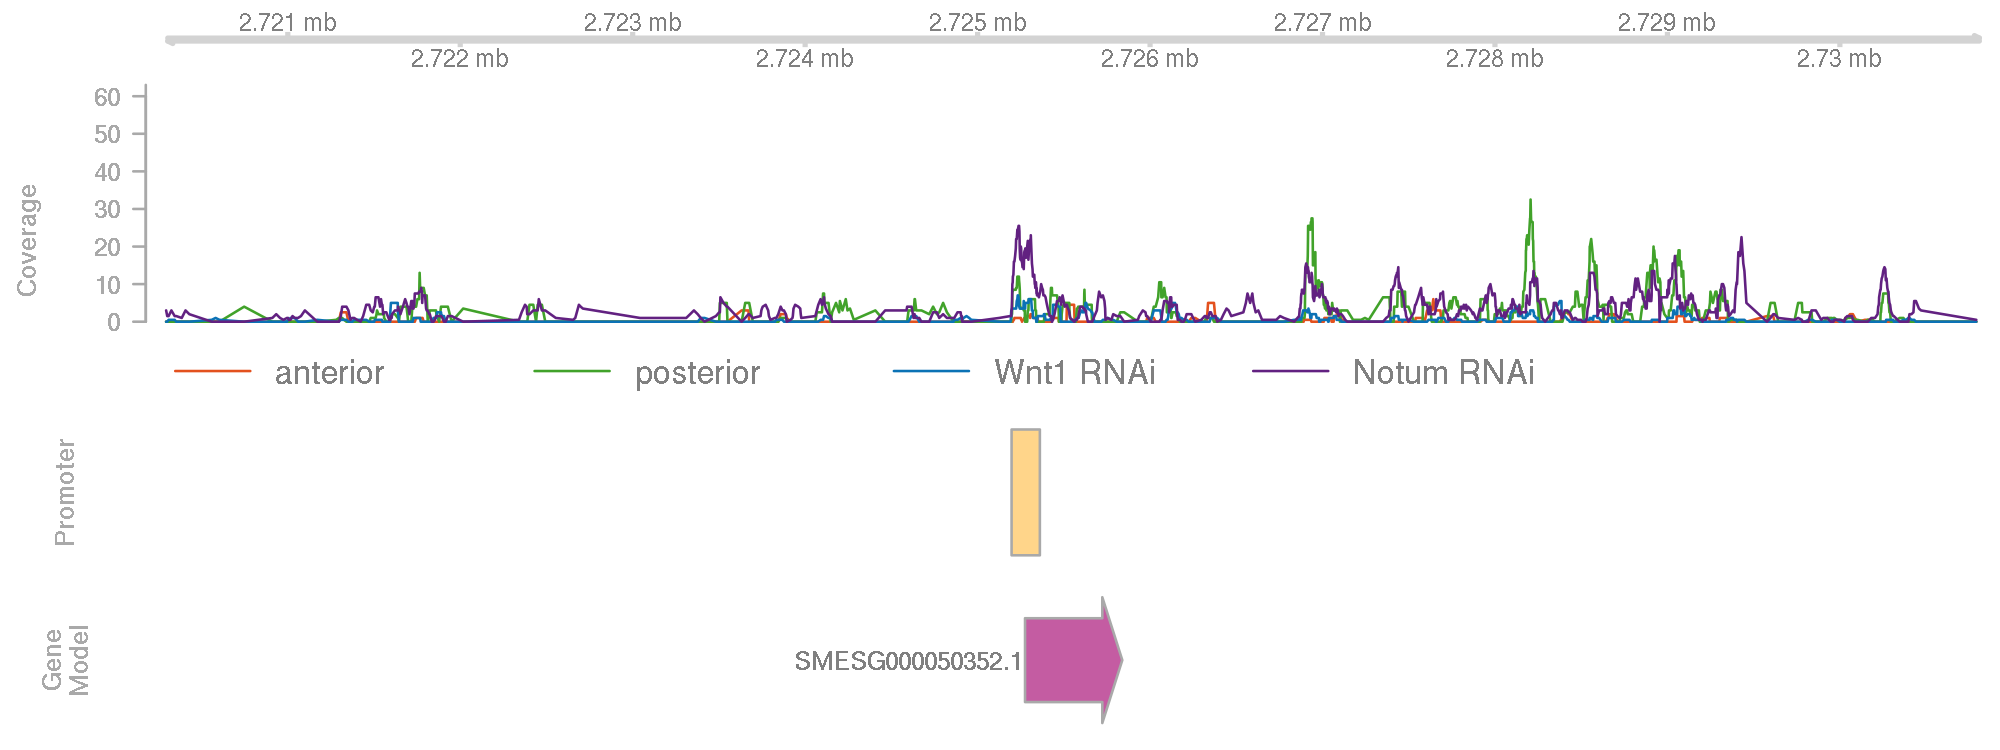 2.721 mb 2.723 mb 2.725 mb 2.727 mb 2.729 mb
2.722 mb 2.724 mb 2.726 mb 2.728 mb 2.73 mb
Coverage
60
50
40
30
20
10
0
anterior posterior Wnt1 RNAi Notum RNAi
Promoter
Gene
Model
SMESG000050352.1